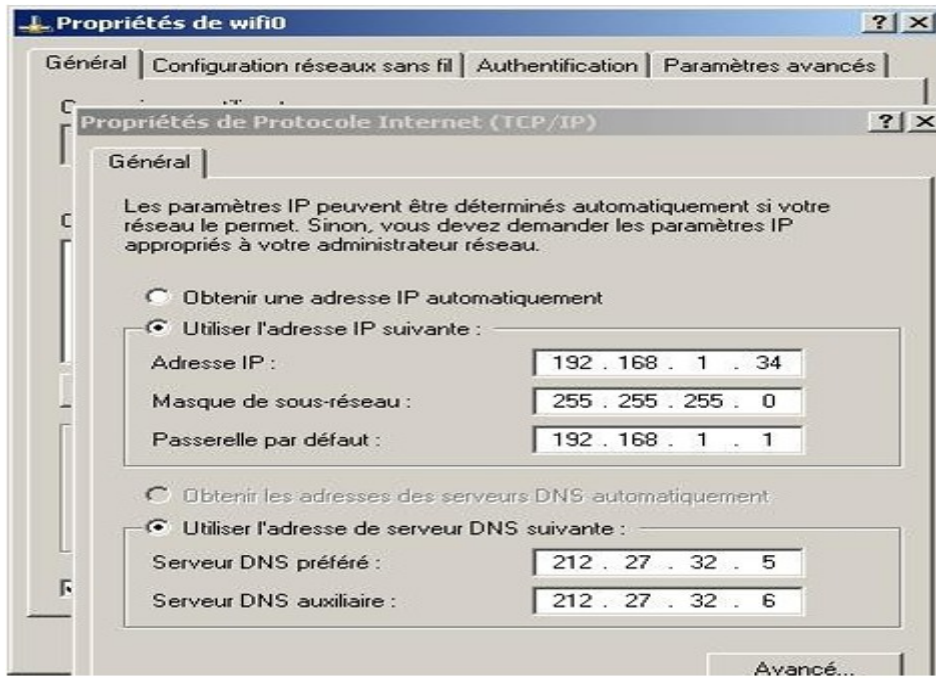 Propriétés de wifi0
Général Configuration réseaux sans fil Authentification Paramètres avancés
Propriétés de Protocole Internet (TCP/IP)
Général
Les paramètres IP peuvent être déterminés automatiquement si votre
réseau le permet. Sinon, vous devez demander les paramètres IP
appropriés à votre administrateur réseau.
Obtenir une adresse IP automatiquement
Utiliser l'adresse IP suivante :
Adresse IP : 192 . 168 . 1 . 34
Masque de sous-réseau : 255 . 255 . 255 . 0
Passerelle par défaut : 192 . 168 . 1 . 1
Obtenir les adresses des serveurs DNS automatiquement
Utiliser l'adresse de serveur DNS suivante :
Serveur DNS préféré : 212 . 27 . 32 . 5
Serveur DNS auxiliaire : 212 . 27 . 32 . 6
Avancé...